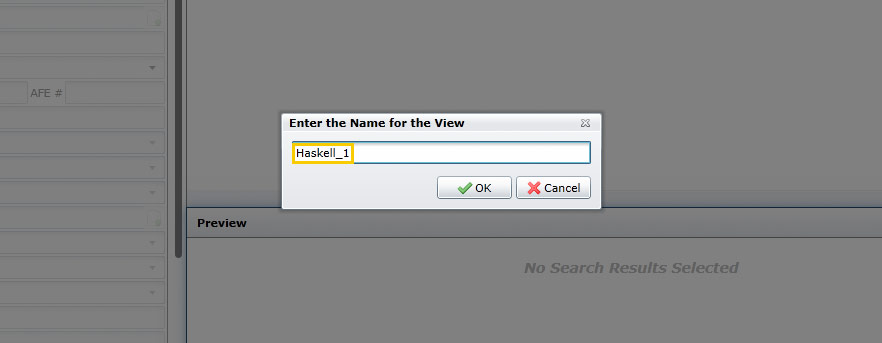 AFE #
Enter the Name for the View
Haskell_1
OK Cancel
Preview
No Search Results Selected